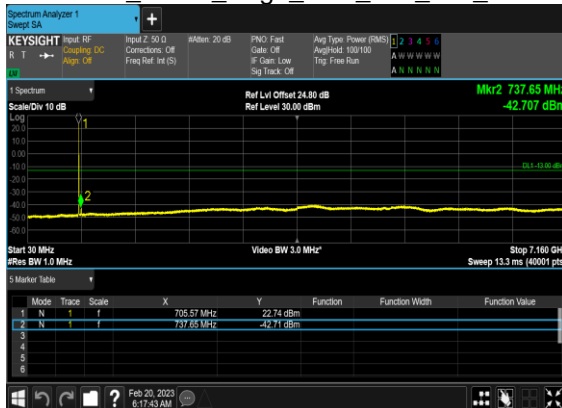 Spectrum Analyzer 1
Swept SA
+
KEYSIGHT Input: RF Input Z: 50 Ω #Atten: 20 dB PNO: Fast Avg Type: Power (RMS) 1 2 3 4 5 6
R T Coupling: DC Corrections: Off Gate: Off Avg|Hold: 100/100 A W W W W W
Align: Off Freq Ref: Int (S) IF Gain: Low Trig: Free Run
LXI Sig Track: Off A N N N N N
1 Spectrum Ref Lvl Offset 24.80 dB Mkr2 737.65 MHz
Scale/Div 10 dB Ref Level 30.00 dBm -42.707 dBm
Log
1
20.0
10.0
0.00
-10.0 DL1 -13.00 dBm
-20.0
-30.0
2
-40.0
-50.0
-60.0
Start 30 MHz Video BW 3.0 MHz* Stop 7.160 GHz
#Res BW 1.0 MHz Sweep 13.3 ms (40001 pts)
5 Marker Table
Mode Trace Scale X Y Function Function Width Function Value
1 N 1 f 705.57 MHz 22.74 dBm
2 N 1 f 737.65 MHz -42.71 dBm
3
4
5
6
? Feb 20, 2023
6:17:43 AM